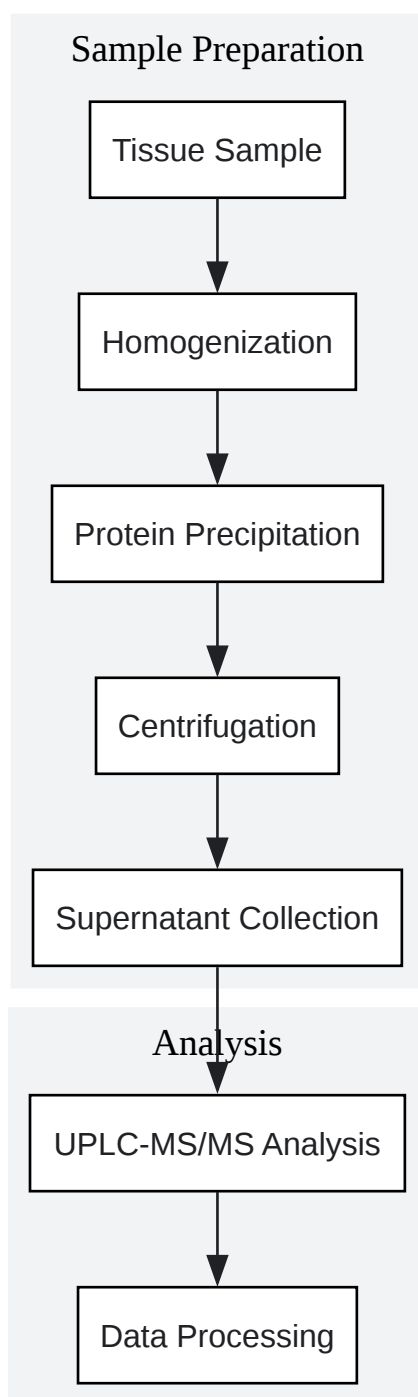 Sample Preparation
Tissue Sample
Homogenization
Protein Precipitation
Centrifugation
Supernatant Collection
Analysis
UPLC-MS/MS Analysis
Data Processing